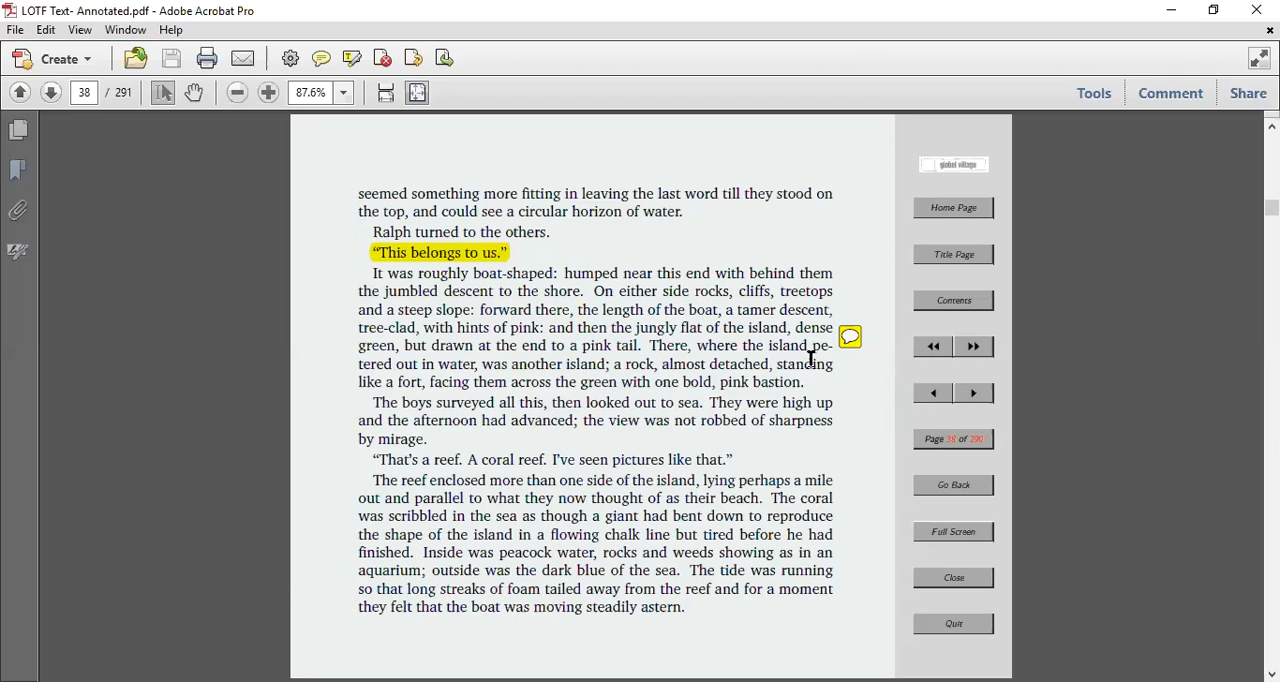 LOTF Text- Annotated.pdf - Adobe Acrobat Pro
File Edit View Window Help
Create
38 / 291 87.6% Tools Comment Share
global village
seemed something more fitting in leaving the last word till they stood on
the top, and could see a circular horizon of water.
Ralph turned to the others.
“This belongs to us.”
It was roughly boat-shaped: humped near this end with behind them
the jumbled descent to the shore. On either side rocks, cliffs, treetops
and a steep slope: forward there, the length of the boat, a tamer descent,
tree-clad, with hints of pink: and then the jungly flat of the island, dense
green, but drawn at the end to a pink tail. There, where the island pe-
tered out in water, was another island; a rock, almost detached, standing
like a fort, facing them across the green with one bold, pink bastion.
The boys surveyed all this, then looked out to sea. They were high up
and the afternoon had advanced; the view was not robbed of sharpness
by mirage.
“That’s a reef. A coral reef. I’ve seen pictures like that.”
The reef enclosed more than one side of the island, lying perhaps a mile
out and parallel to what they now thought of as their beach. The coral
was scribbled in the sea as though a giant had bent down to reproduce
the shape of the island in a flowing chalk line but tired before he had
finished. Inside was peacock water, rocks and weeds showing as in an
aquarium; outside was the dark blue of the sea. The tide was running
so that long streaks of foam tailed away from the reef and for a moment
they felt that the boat was moving steadily astern.
Home Page
Title Page
Contents
Page 38 of 290
Go Back
Full Screen
Close
Quit